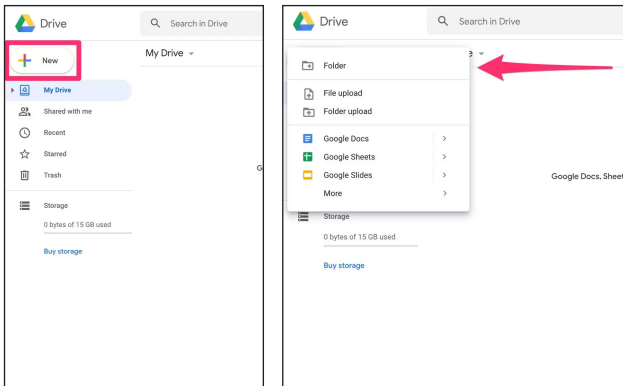 Drive
Search in Drive
New
My Drive
My Drive
Shared with me
Recent
Starred
Trash
G
Storage
0 bytes of 15 GB used
Buy storage
Drive
Search in Drive
e
Folder
File upload
Folder upload
Google Docs
Google Sheets
Google Slides
More
Google Docs, Sheet
Storage
0 bytes of 15 GB used
Buy storage